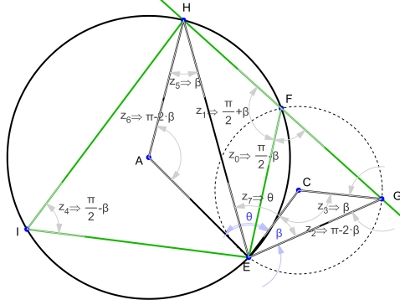 H
z₅⇒ β
z₆⇒ π-2·β
z₁⇒ π/2+β
F
z₀⇒ π/2-β
A
C
G
z₇⇒ θ
z₃⇒ β
z₄⇒ π/2-β
θ
β
z₂⇒ π-2·β
I
E